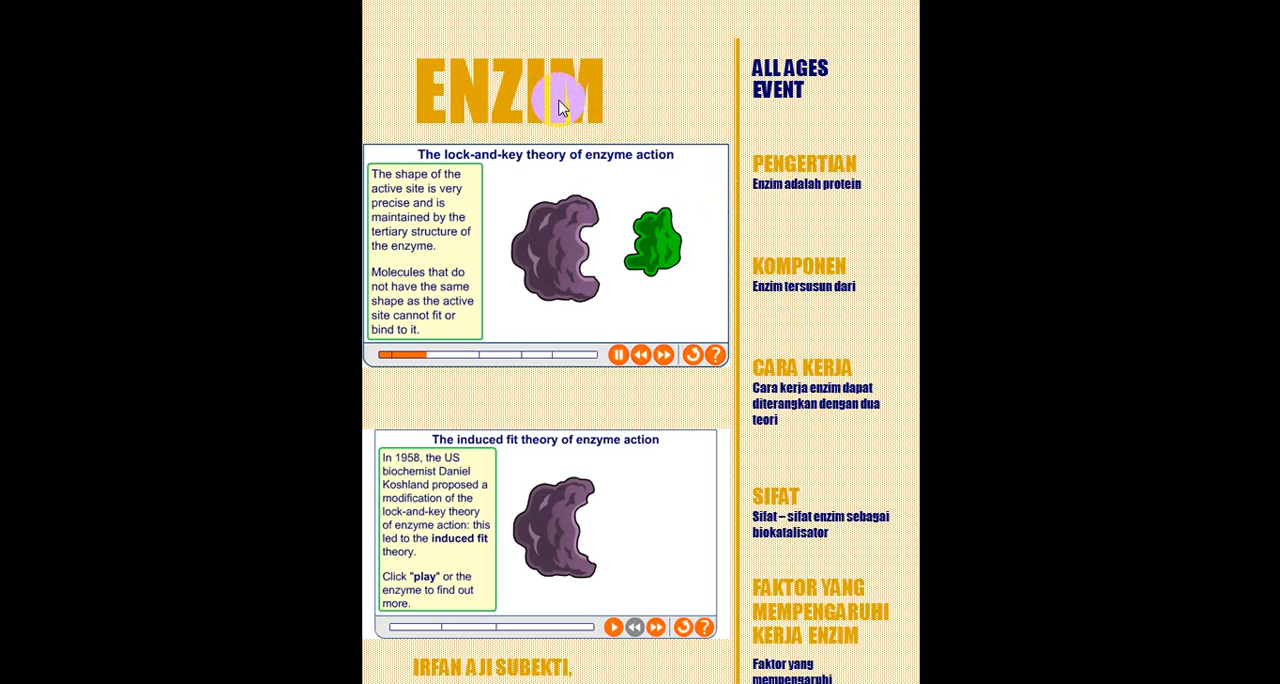 ENZIM
The lock-and-key theory of enzyme action
The shape of the
active site is very
precise and is
maintained by the
tertiary structure of
the enzyme.
Molecules that do
not have the same
shape as the active
site cannot fit or
bind to it.
?
The induced fit theory of enzyme action
In 1958, the US
biochemist Daniel
Koshland proposed a
modification of the
lock-and-key theory
of enzyme action: this
led to the induced fit
theory.
Click "play" or the
enzyme to find out
more.
?
IRFAN AJI SUBEKTI,
ALL AGES
EVENT
PENGERTIAN
Enzim adalah protein
KOMPONEN
Enzim tersusun dari
CARA KERJA
Cara kerja enzim dapat
diterangkan dengan dua
teori
SIFAT
Sifat – sifat enzim sebagai
biokatalisator
FAKTOR YANG
MEMPENGARUHI
KERJA ENZIM
Faktor yang
mempengaruhi